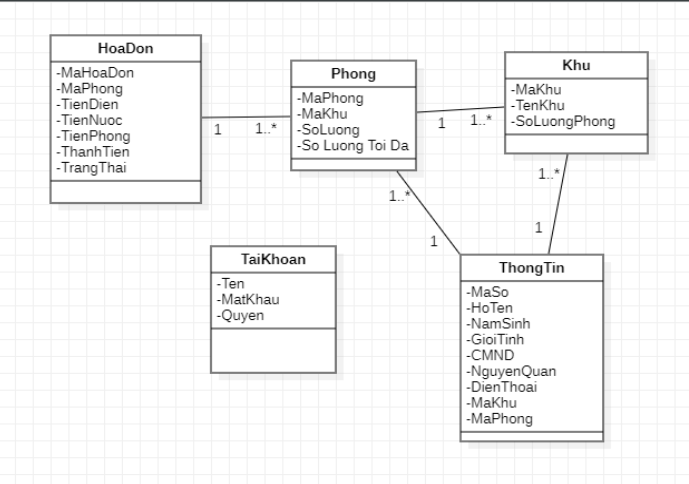 HoaDon
-MaHoaDon
-MaPhong
-TienDien
-TienNuoc
-TienPhong
-ThanhTien
-TrangThai
1
1..*
Phong
-MaPhong
-MaKhu
-SoLuong
-So Luong Toi Da
1
1..*
Khu
-MaKhu
-TenKhu
-SoLuongPhong
1..*
1
1..*
1
TaiKhoan
-Ten
-MatKhau
-Quyen
ThongTin
-MaSo
-HoTen
-NamSinh
-GioiTinh
-CMND
-NguyenQuan
-DienThoai
-MaKhu
-MaPhong